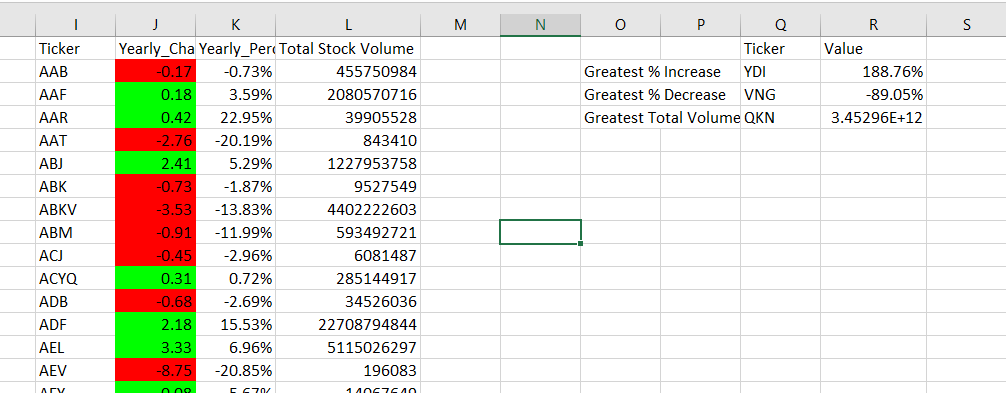 I J K L M N O P Q R S
Ticker Yearly_Cha Yearly_Perc Total Stock Volume Ticker Value
AAB -0.17 -0.73% 455750984 Greatest % Increase YDI 188.76%
AAF 0.18 3.59% 2080570716 Greatest % Decrease VNG -89.05%
AAR 0.42 22.95% 39905528 Greatest Total Volume QKN 3.45296E+12
AAT -2.76 -20.19% 843410
ABJ 2.41 5.29% 1227953758
ABK -0.73 -1.87% 9527549
ABKV -3.53 -13.83% 4402222603
ABM -0.91 -11.99% 593492721
ACJ -0.45 -2.96% 6081487
ACYQ 0.31 0.72% 285144917
ADB -0.68 -2.69% 34526036
ADF 2.18 15.53% 22708794844
AEL 3.33 6.96% 5115026297
AEV -8.75 -20.85% 196083